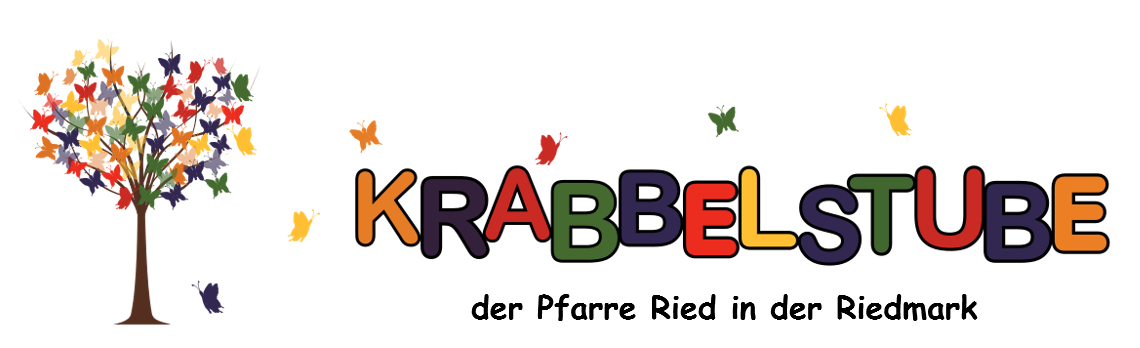 KRABBELSTUBE
der Pfarre Ried in der Riedmark